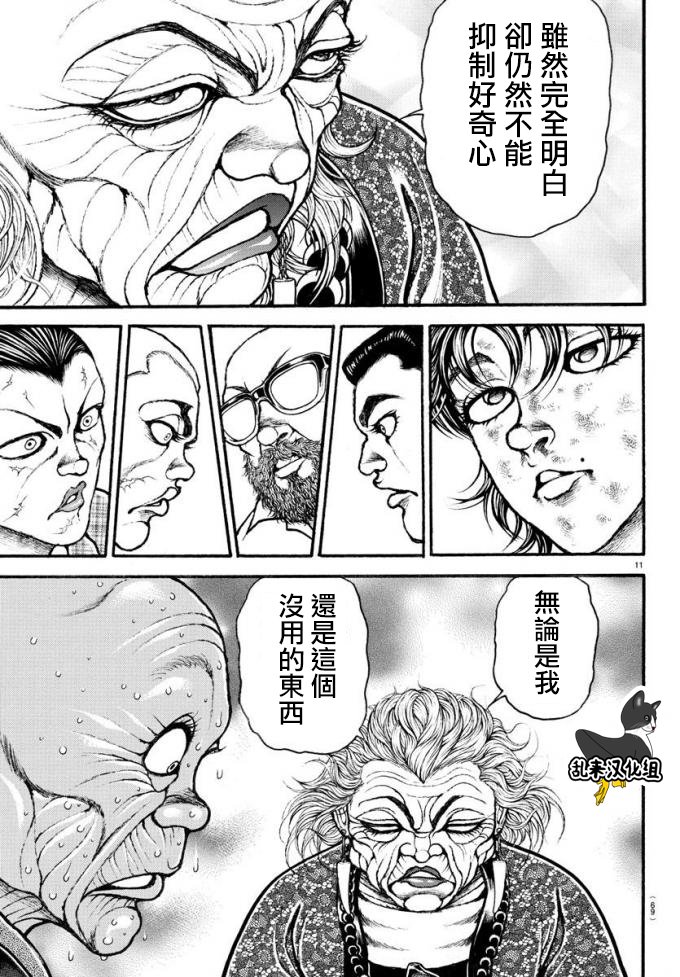 雖然完全明白
卻仍然不能
抑制好奇心
11
無論是我
還是這個
沒用的東西
乱来汉化组
(69)